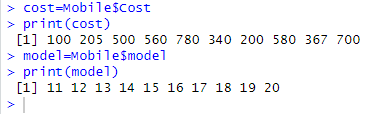 > cost=Mobile$Cost
> print(cost)
[1] 100 205 500 560 780 340 200 580 367 700
> model=Mobile$model
> print(model)
[1] 11 12 13 14 15 16 17 18 19 20
>